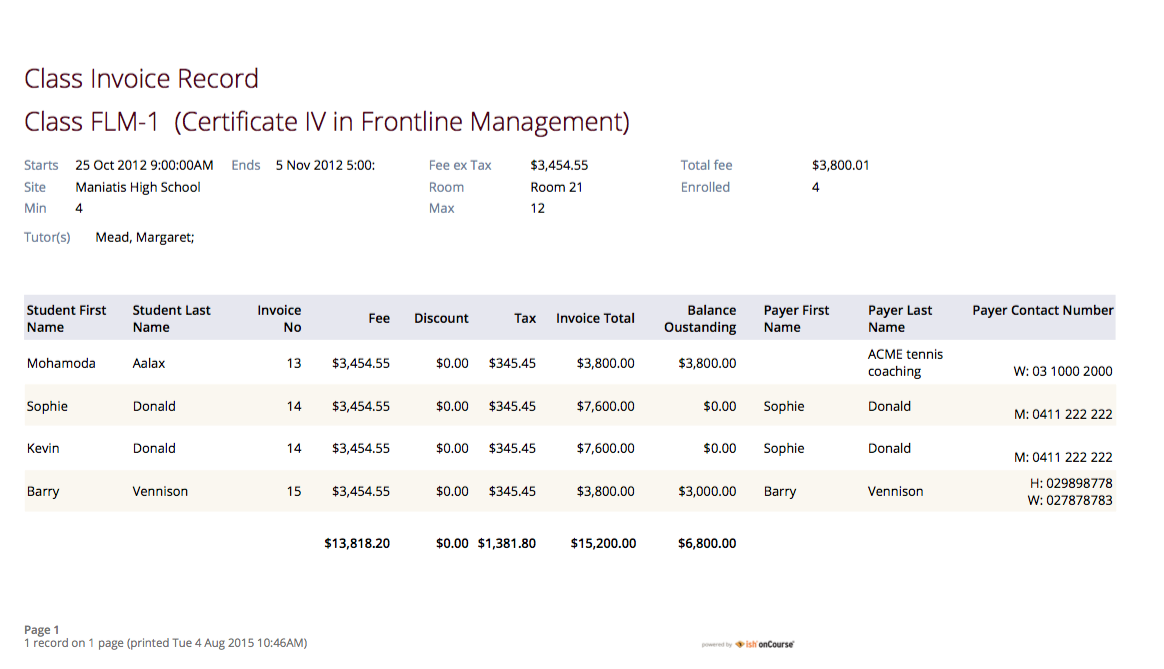 Class Invoice Record
Class FLM-1 (Certificate IV in Frontline Management)
Starts 25 Oct 2012 9:00:00AM Ends 5 Nov 2012 5:00: Fee ex Tax $3,454.55 Total fee $3,800.01
Site Maniatis High School Room Room 21 Enrolled 4
Min 4 Max 12
Tutor(s) Mead, Margaret;
Student First Name Student Last Name Invoice No Fee Discount Tax Invoice Total Balance Oustanding Payer First Name Payer Last Name Payer Contact Number
Mohamoda Aalax 13 $3,454.55 $0.00 $345.45 $3,800.00 $3,800.00 ACME tennis coaching W: 03 1000 2000
Sophie Donald 14 $3,454.55 $0.00 $345.45 $7,600.00 $0.00 Sophie Donald M: 0411 222 222
Kevin Donald 14 $3,454.55 $0.00 $345.45 $7,600.00 $0.00 Sophie Donald M: 0411 222 222
Barry Vennison 15 $3,454.55 $0.00 $345.45 $3,800.00 $3,000.00 Barry Vennison H: 029898778 W: 027878783
$13,818.20 $0.00 $1,381.80 $15,200.00 $6,800.00
Page 1
1 record on 1 page (printed Tue 4 Aug 2015 10:46AM)
powered by ish onCourse